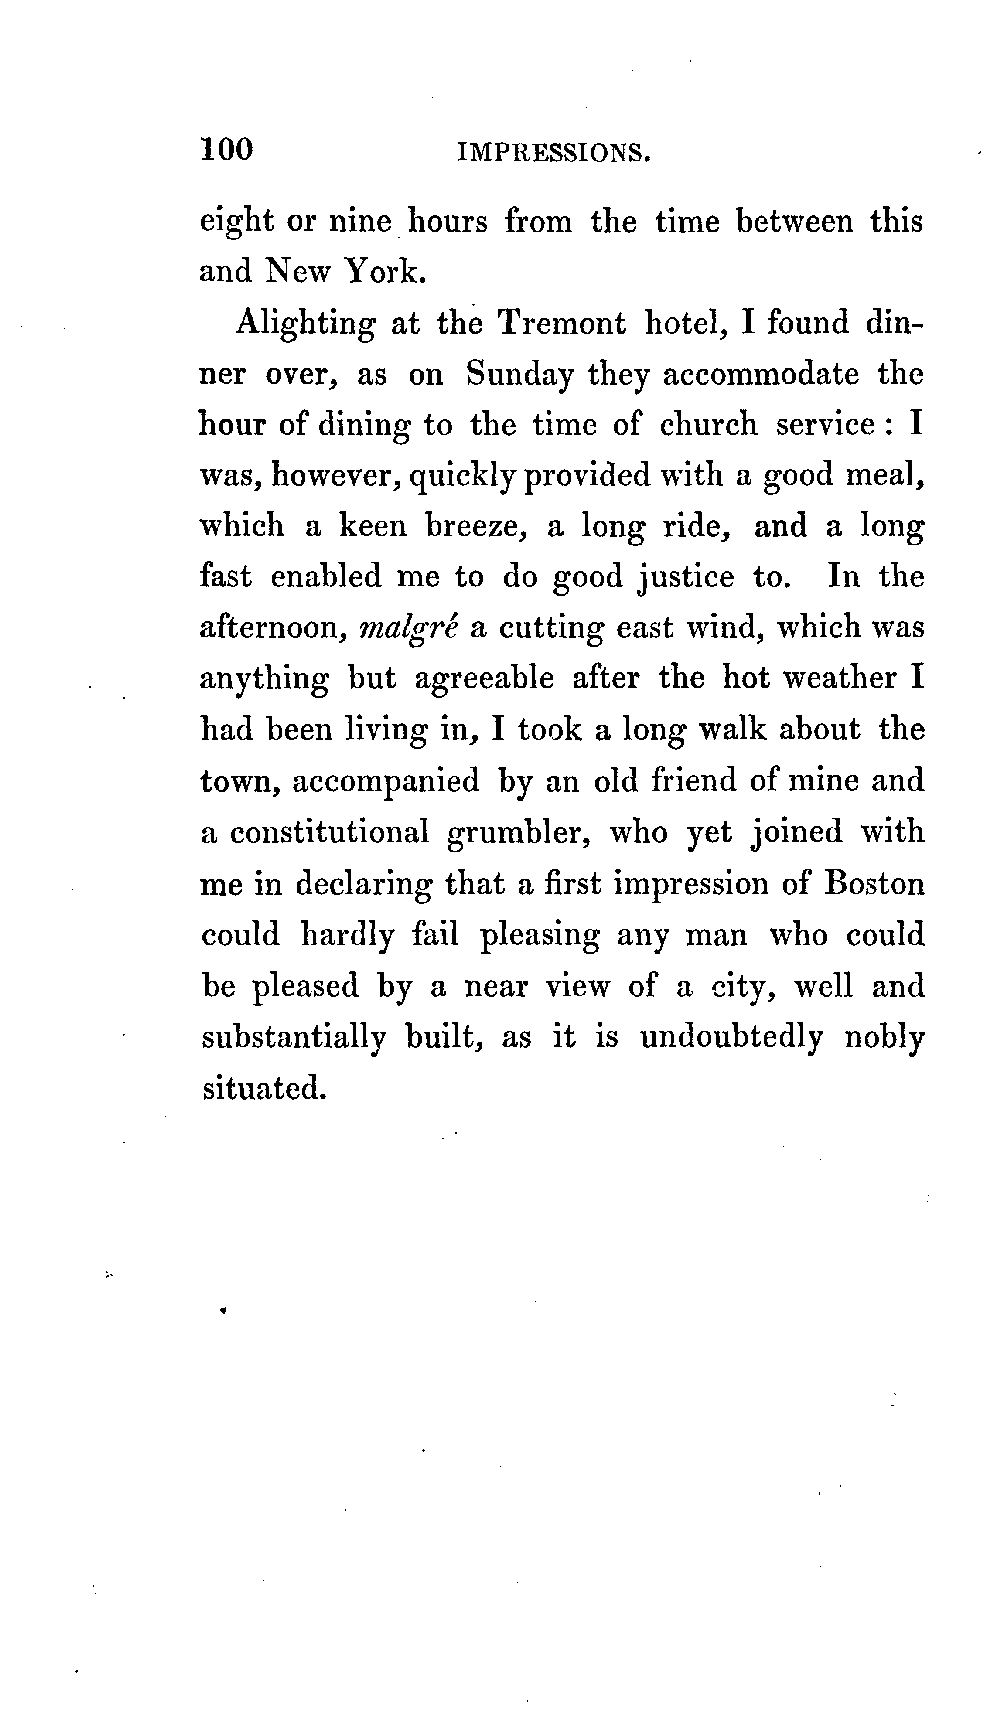 100 IMPRESSIONS.
eight or nine hours from the time between this
and New York.
Alighting at the Tremont hotel, I found din-
ner over, as on Sunday they accommodate the
hour of dining to the time of church service : I
was, however, quickly provided with a good meal,
which a keen breeze, a long ride, and a long
fast enabled me to do good justice to. In the
afternoon, malgré a cutting east wind, which was
anything but agreeable after the hot weather I
had been living in, I took a long walk about the
town, accompanied by an old friend of mine and
a constitutional grumbler, who yet joined with
me in declaring that a first impression of Boston
could hardly fail pleasing any man who could
be pleased by a near view of a city, well and
substantially built, as it is undoubtedly nobly
situated.